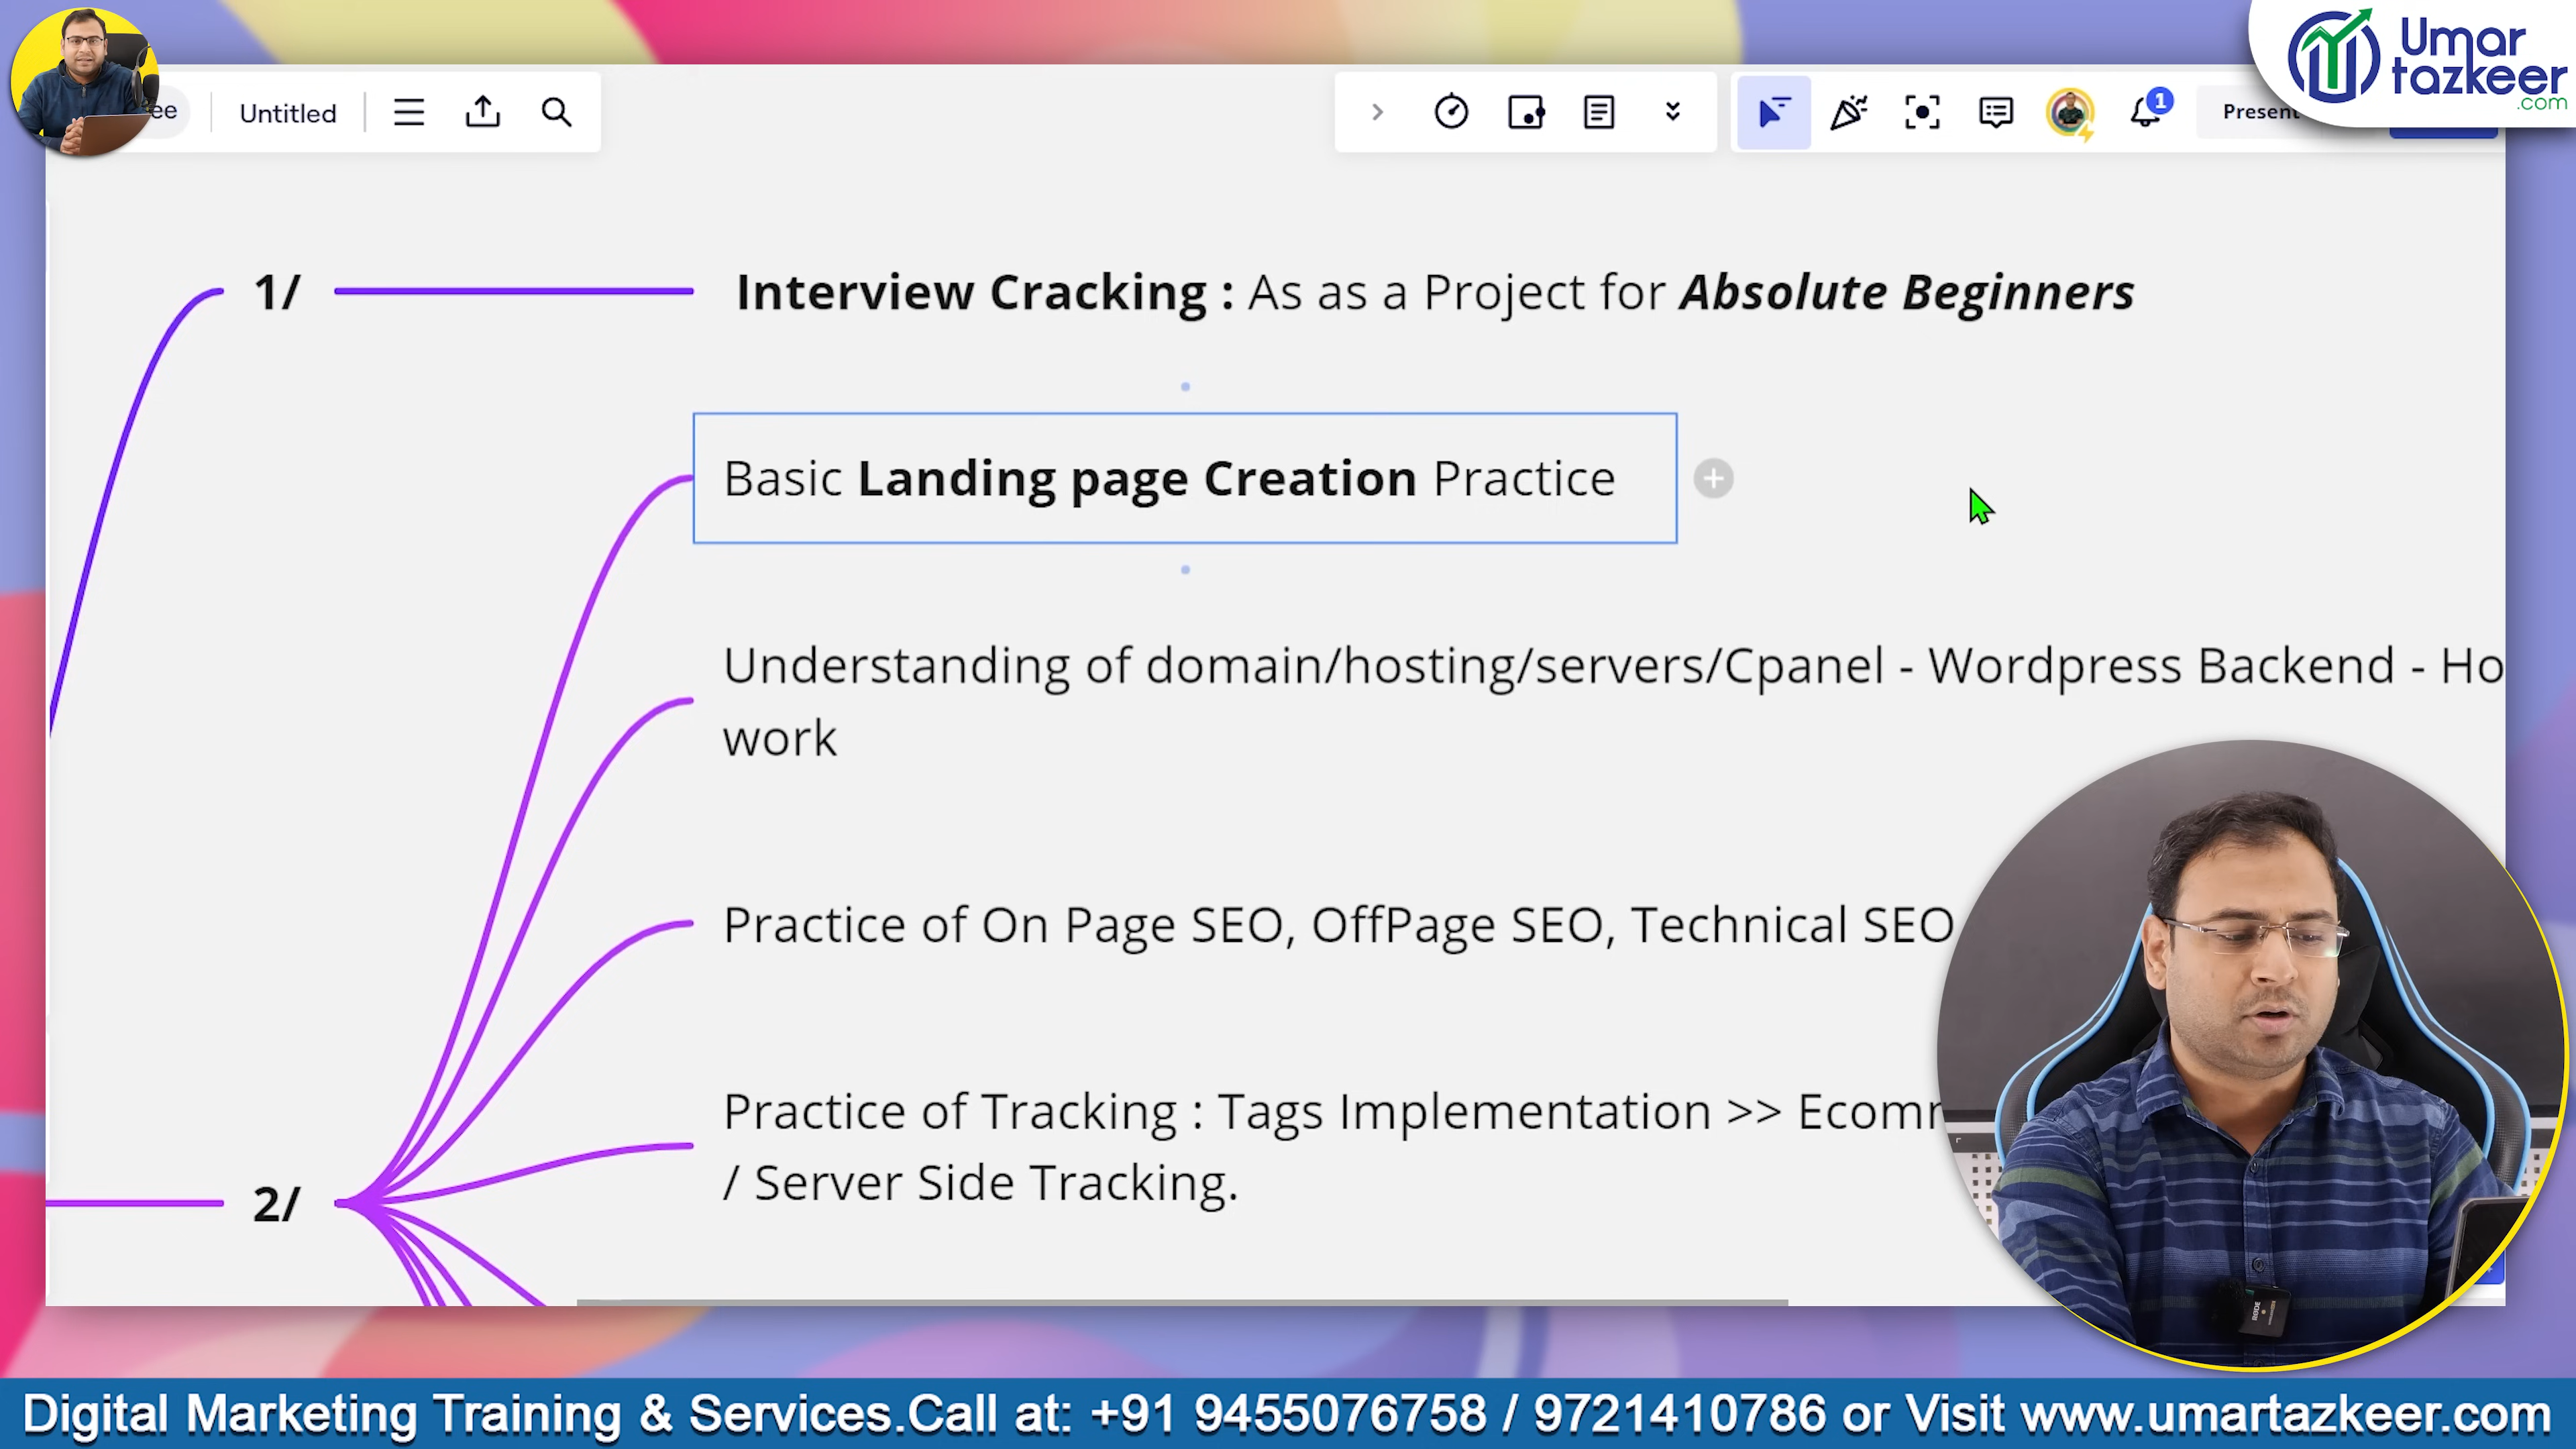 Umar
tazkeer
.com
ee
Untitled
1
Present
1/
Interview Cracking : As as a Project for Absolute Beginners
Basic Landing page Creation Practice
Understanding of domain/hosting/servers/Cpanel - Wordpress Backend - Ho
work
Practice of On Page SEO, OffPage SEO, Technical SEO
Practice of Tracking : Tags Implementation >>
/ Server Side Tracking.
2/
Digital Marketing Training & Services.Call at: +91 9455076758 / 9721410786 or Visit www.umartazkeer.com